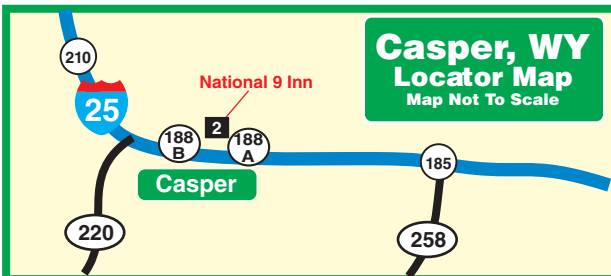 Casper, WY
Locator Map
Map Not To Scale
210
25
National 9 Inn
2
188
B
188
A
185
Casper
220
258